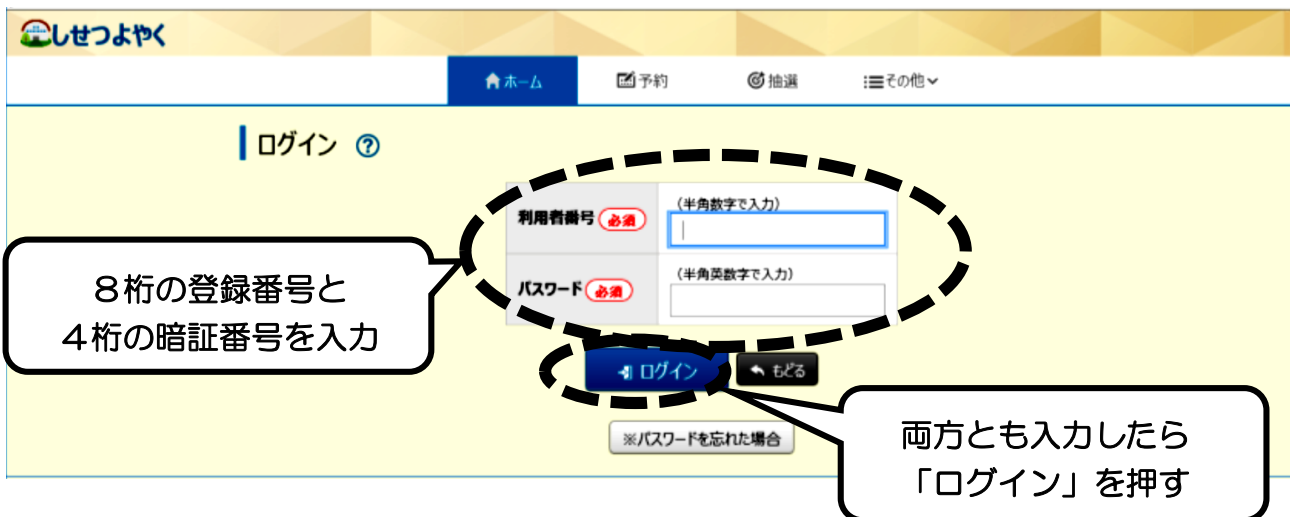 しせつよやく
ホーム 予約 抽選 その他
ログイン ?
利用者番号 必須 (半角数字で入力)
パスワード 必須 (半角英数字で入力)
8桁の登録番号と
4桁の暗証番号を入力
ログイン もどる
※パスワードを忘れた場合
両方とも入力したら
「ログイン」を押す